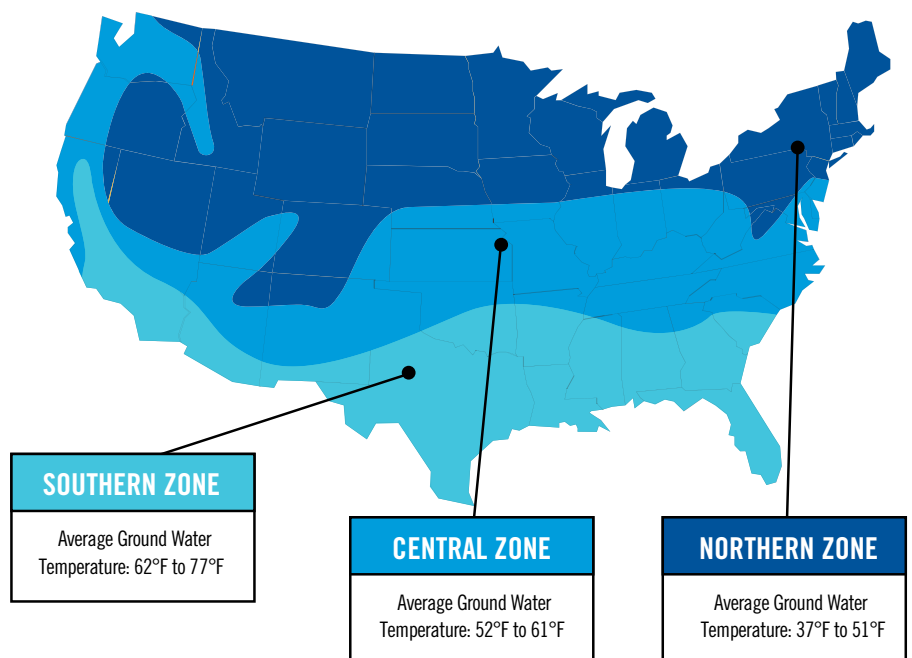 SOUTHERN ZONE
Average Ground Water
Temperature: 62°F to 77°F
CENTRAL ZONE
Average Ground Water
Temperature: 52°F to 61°F
NORTHERN ZONE
Average Ground Water
Temperature: 37°F to 51°F